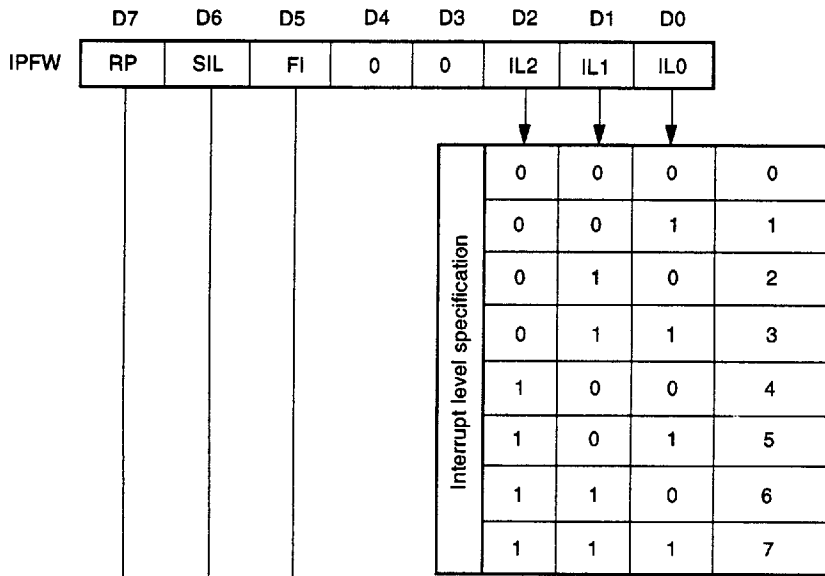 D7 D6 D5 D4 D3 D2 D1 D0
IPFW RP SIL FI 0 0 IL2 IL1 IL0
Interrupt level specification
0 0 0 0
0 0 1 1
0 1 0 2
0 1 1 3
1 0 0 4
1 0 1 5
1 1 0 6
1 1 1 7